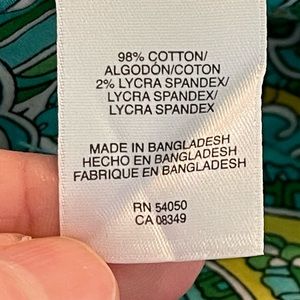 98% COTTON/
ALGODÓN/COTON
2% LYCRA SPANDEX/
LYCRA SPANDEX/
LYCRA SPANDEX
MADE IN BANGLADESH
HECHO EN BANGLADESH
FABRIQUE EN BANGLADESH
RN 54050
CA 08349